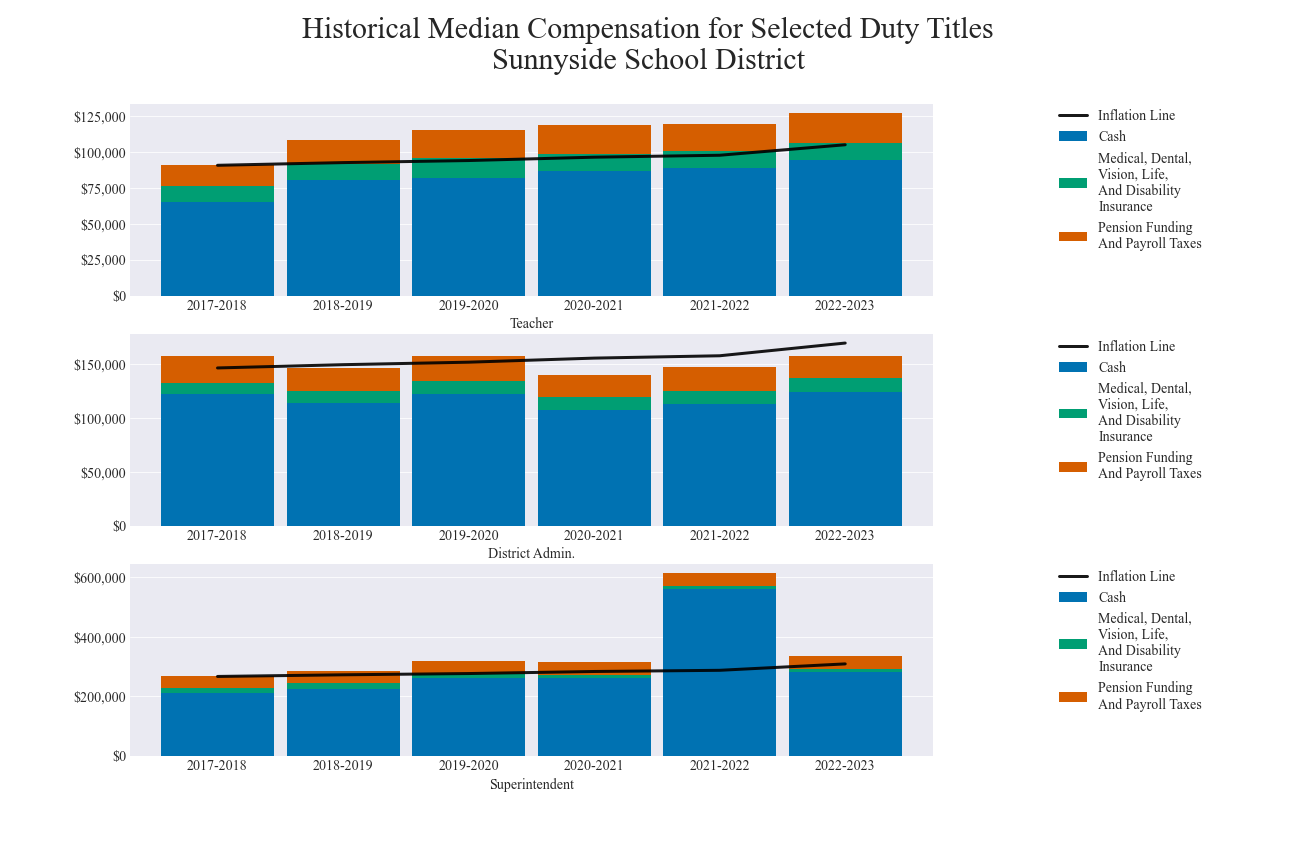 Historical Median Compensation for Selected Duty Titles
Sunnyside School District
$125,000
$100,000
$75,000
$50,000
$25,000
$0
2017-2018 2018-2019 2019-2020 2020-2021 2021-2022 2022-2023
Teacher
Inflation Line
Cash
Medical, Dental,
Vision, Life,
And Disability
Insurance
Pension Funding
And Payroll Taxes
$150,000
$100,000
$50,000
$0
2017-2018 2018-2019 2019-2020 2020-2021 2021-2022 2022-2023
District Admin.
Inflation Line
Cash
Medical, Dental,
Vision, Life,
And Disability
Insurance
Pension Funding
And Payroll Taxes
$600,000
$400,000
$200,000
$0
2017-2018 2018-2019 2019-2020 2020-2021 2021-2022 2022-2023
Superintendent
Inflation Line
Cash
Medical, Dental,
Vision, Life,
And Disability
Insurance
Pension Funding
And Payroll Taxes